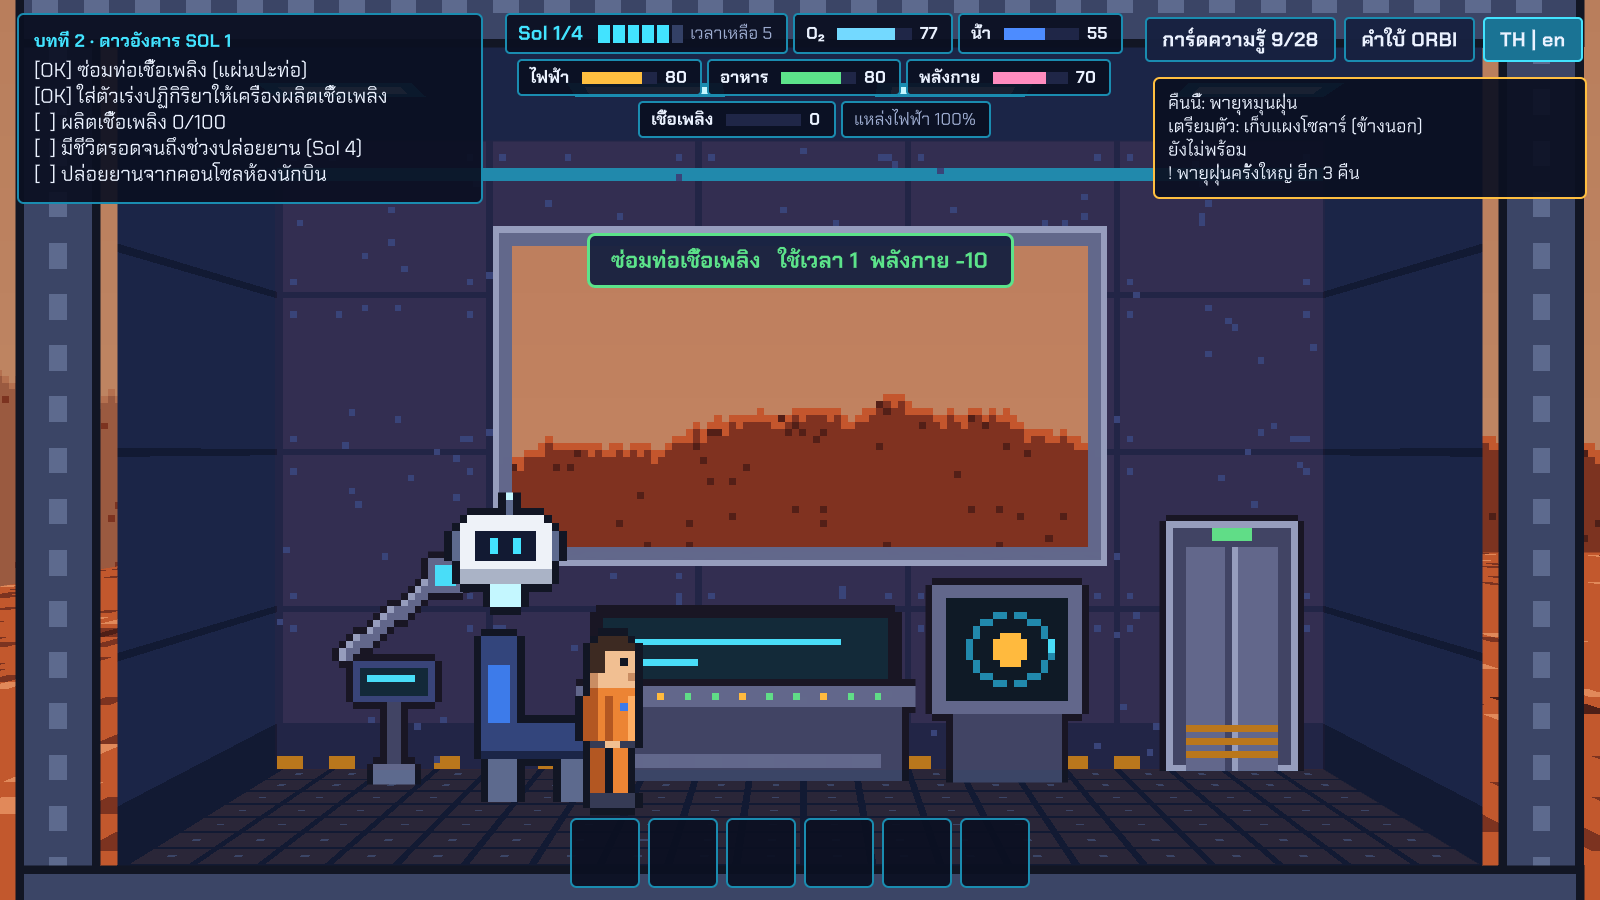 บทที่ 2 · ดาวอังคาร SOL 1
[OK] ซ่อมท่อเชื้อเพลิง (แผ่นปะท่อ)
[OK] ใส่ตัวเร่งปฏิกิริยาให้เครื่องผลิตเชื้อเพลิง
[ ] ผลิตเชื้อเพลิง 0/100
[ ] มีชีวิตรอดจนถึงช่วงปล่อยยาน (Sol 4)
[ ] ปล่อยยานจากคอนโซลห้องนักบิน
Sol 1/4 เวลาเหลือ 5
O₂ 77
น้ำ 55
ไฟฟ้า 80
อาหาร 80
พลังกาย 70
เชื้อเพลิง 0
แหล่งไฟฟ้า 100%
การ์ดความรู้ 9/28
คำใบ้ ORBI
TH | en
คืนนี้: พายุหมุนฝุ่น
เตรียมตัว: เก็บแผงโซลาร์ (ข้างนอก)
ยังไม่พร้อม
! พายุฝุ่นครั้งใหญ่ อีก 3 คืน
ซ่อมท่อเชื้อเพลิง ใช้เวลา 1 พลังกาย -10